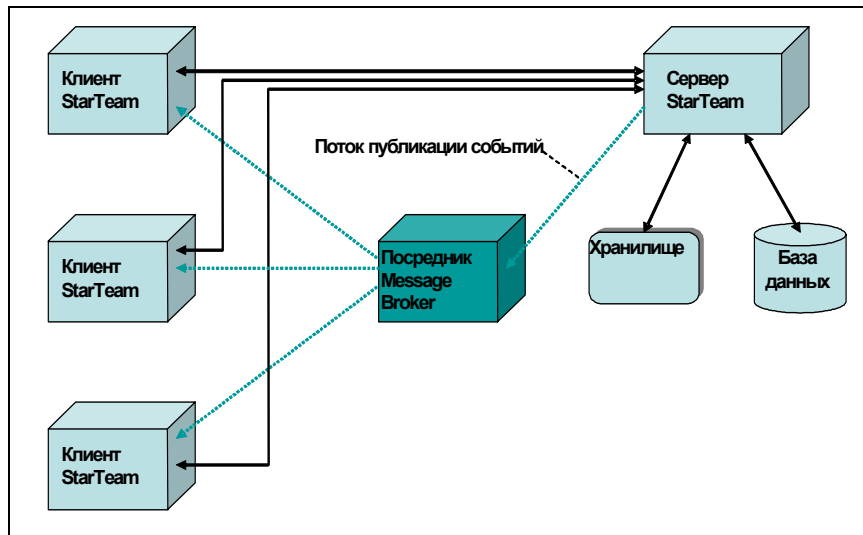 Клиент
StarTeam
Сервер
StarTeam
Поток публикации событий
Клиент
StarTeam
Посредник
Message
Broker
Хранилище
База
данных
Клиент
StarTeam